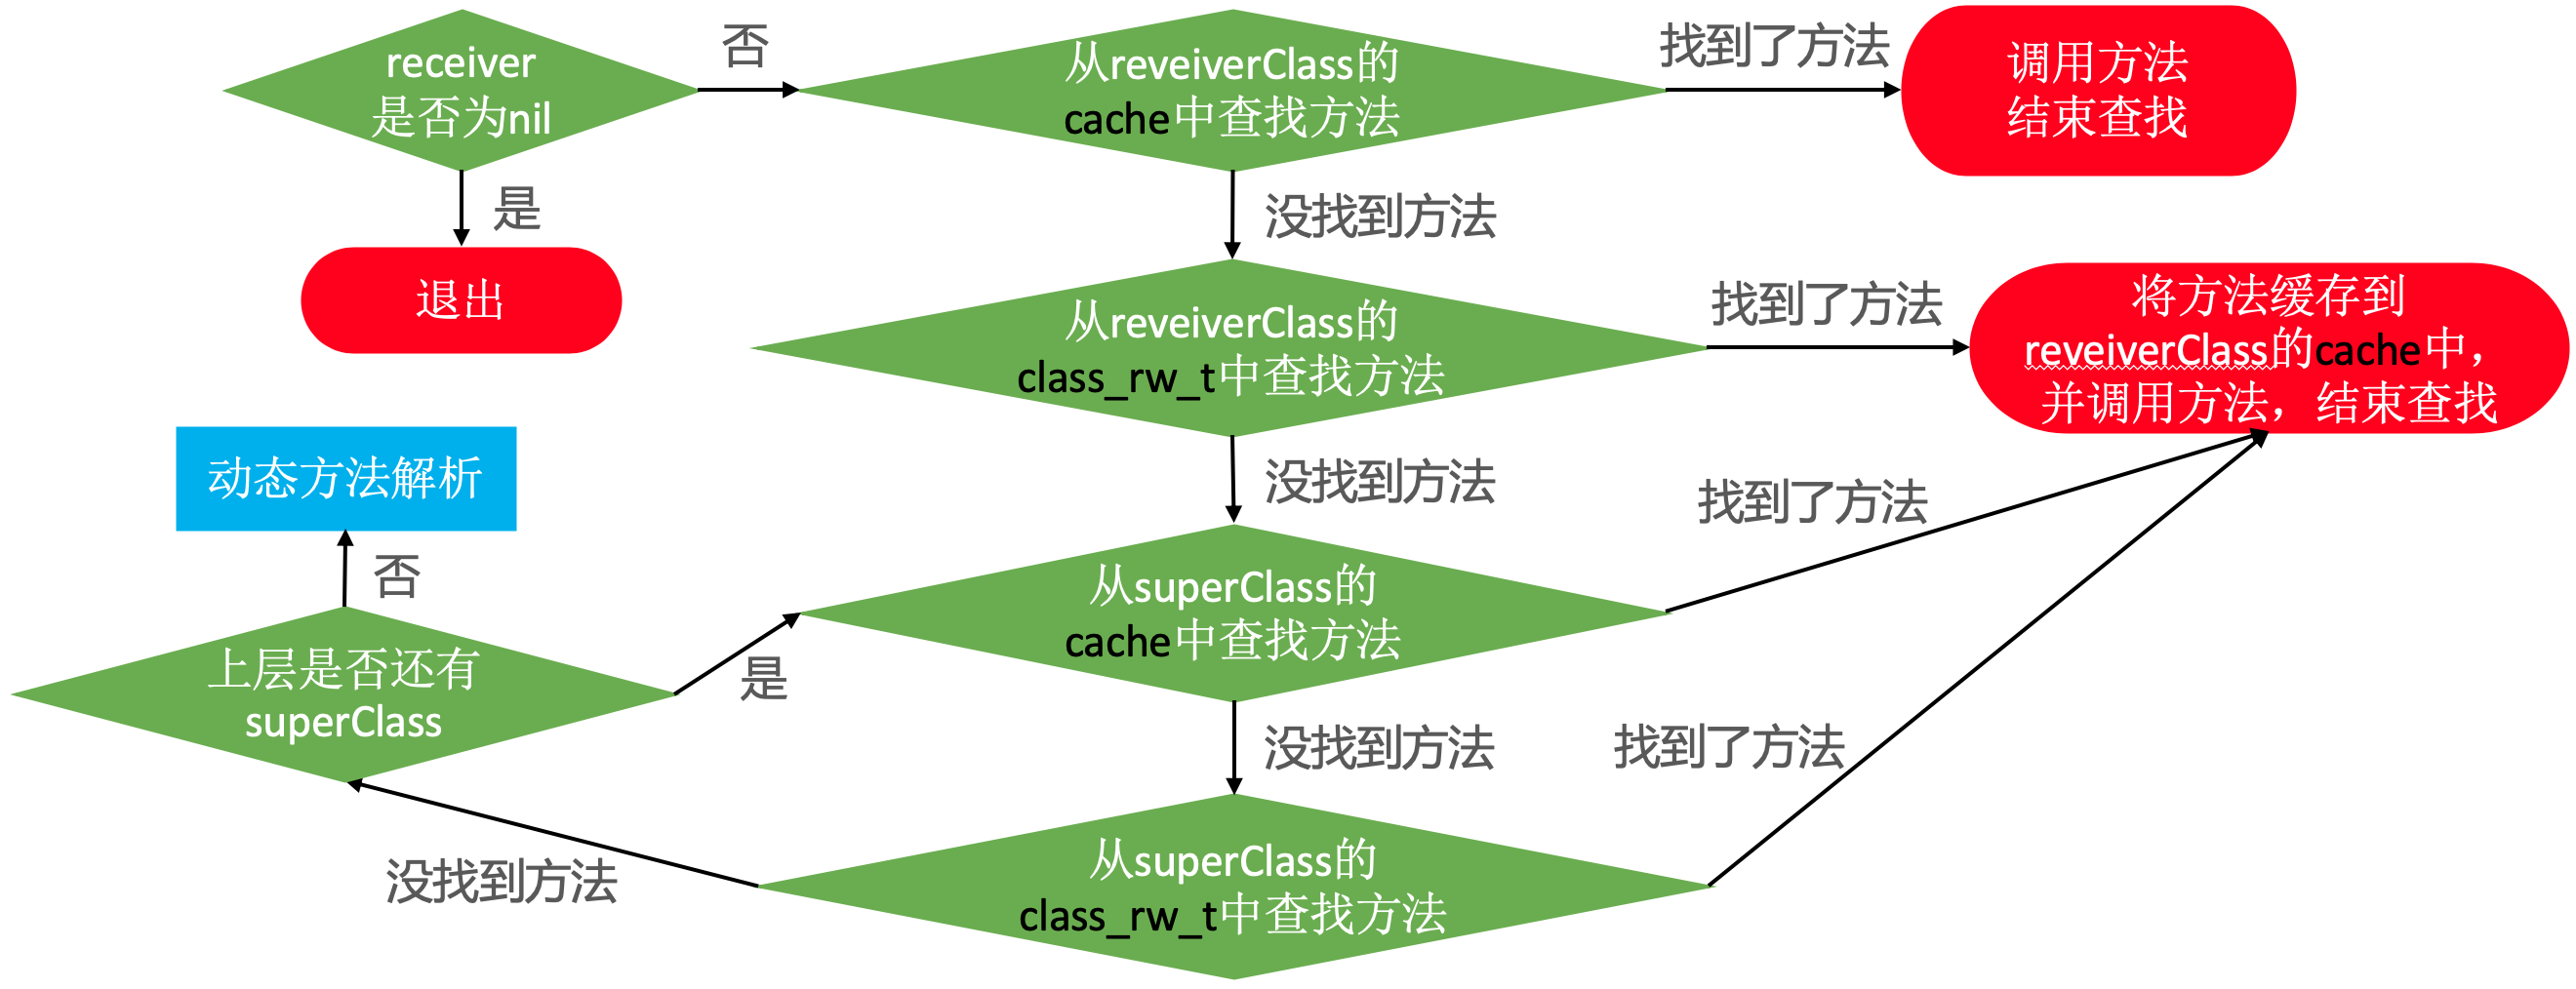 receiver
是否为nil
否
从reveiverClass的
cache中查找方法
找到了方法
调用方法
结束查找
是
没找到方法
退出
从reveiverClass的
class_rw_t中查找方法
找到了方法
将方法缓存到
reveiverClass的cache中，
并调用方法，结束查找
动态方法解析
没找到方法
找到了方法
否
从superClass的
cache中查找方法
上层是否还有
superClass
是
没找到方法
找到了方法
从superClass的
class_rw_t中查找方法
没找到方法